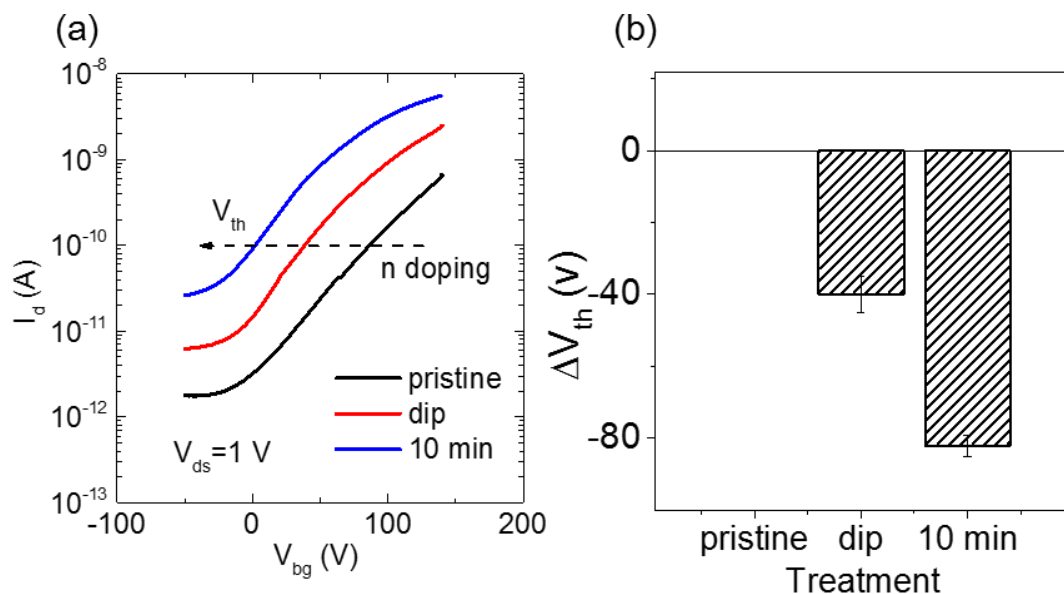 (a)
10⁻⁸
10⁻⁹
10⁻¹⁰
10⁻¹¹
10⁻¹²
10⁻¹³
I_d (A)
V_th
n doping
pristine
dip
10 min
V_ds=1 V
-100 0 100 200
V_bg (V)
(b)
0
-40
-80
ΔV_th (v)
pristine dip 10 min
Treatment